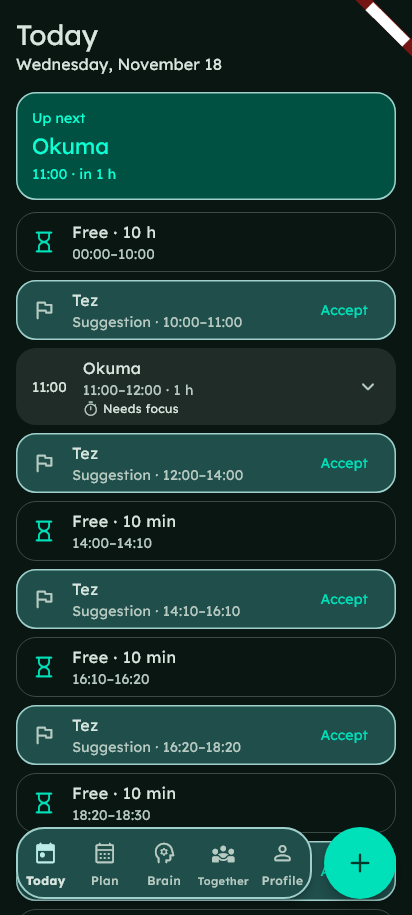 Today
Wednesday, November 18
Up next
Okuma
11:00 · in 1 h
Free · 10 h
00:00–10:00
Tez
Suggestion · 10:00–11:00
Accept
11:00
Okuma
11:00–12:00 · 1 h
Needs focus
Tez
Suggestion · 12:00–14:00
Accept
Free · 10 min
14:00–14:10
Tez
Suggestion · 14:10–16:10
Accept
Free · 10 min
16:10–16:20
Tez
Suggestion · 16:20–18:20
Accept
Free · 10 min
18:20–18:30
Today
Plan
Brain
Together
Profile